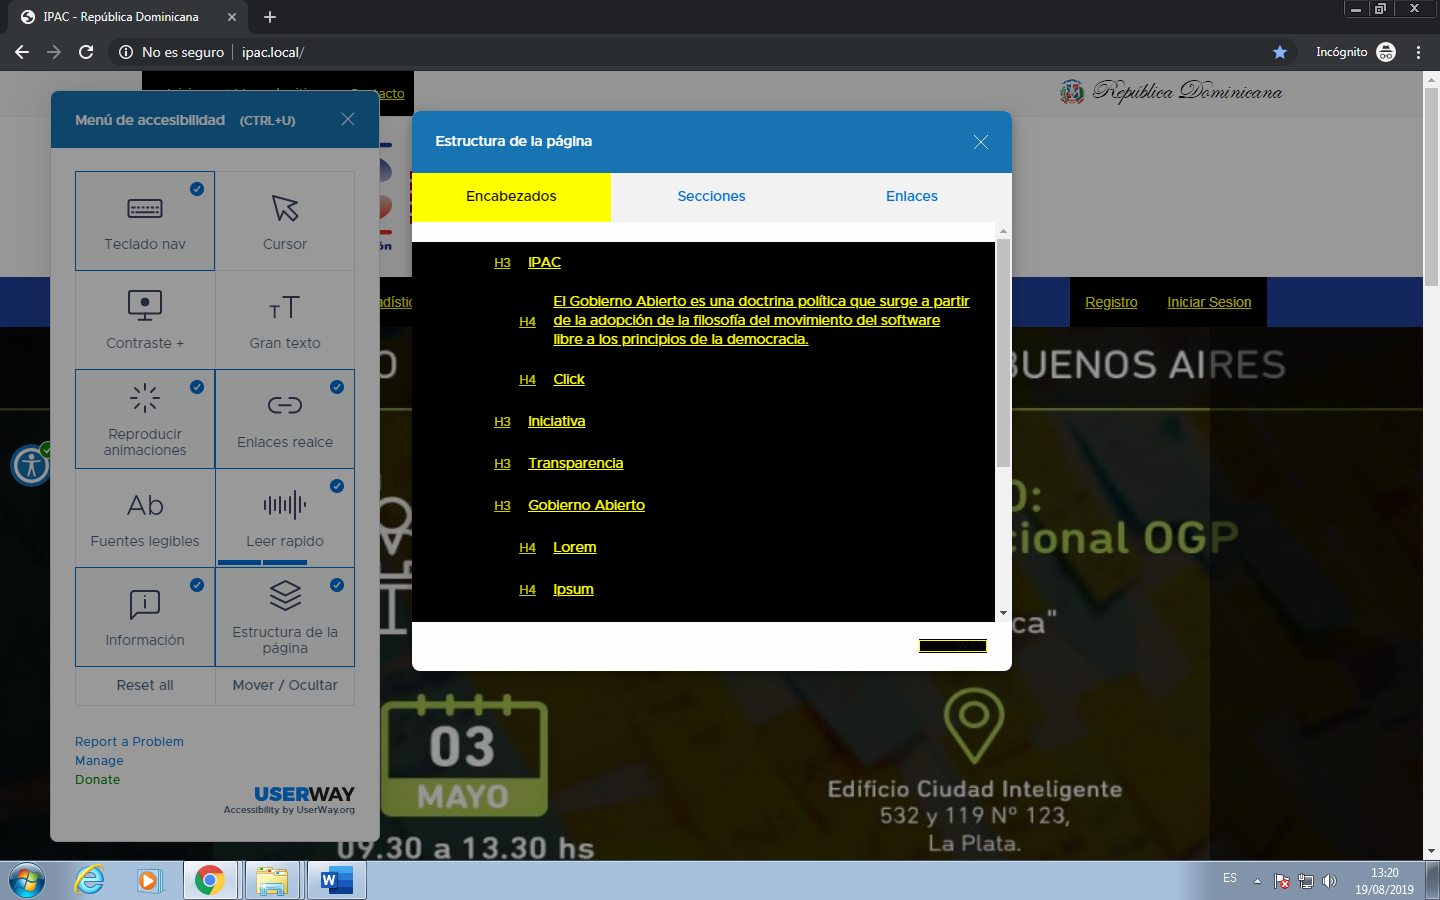 IPAC - República Dominicana
No es seguro
ipac.local/
Incógnito
Contacto
República Dominicana
Menú de accesibilidad (CTRL+U)
Teclado nav
Cursor
Contraste +
Gran texto
Reproducir
animaciones
Enlaces realce
Ab
Fuentes legibles
Leer rapido
Información
Estructura de la
página
Reset all
Mover / Ocultar
Report a Problem
Manage
Donate
USERWAY
Accessibility by UserWay.org
Estructura de la página
Encabezados
Secciones
Enlaces
H3 IPAC
H4 El Gobierno Abierto es una doctrina política que surge a partir
de la adopción de la filosofía del movimiento del software
libre a los principios de la democracia.
H4 Click
H3 Iniciativa
H3 Transparencia
H3 Gobierno Abierto
H4 Lorem
H4 Ipsum
Registro
Iniciar Sesion
BUENOS AIRES
cional OGP
ca"
03
MAYO
09.30 a 13.30 hs
Edificio Ciudad Inteligente
532 y 119 Nº 123,
La Plata.
ES
13:20
19/08/2019